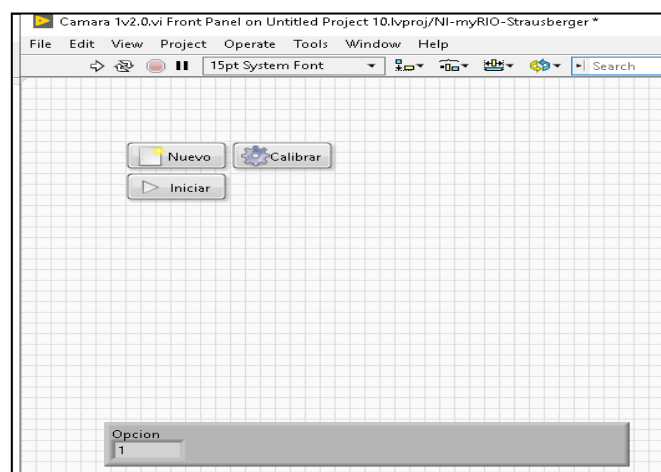 Camara 1v2.0.vi Front Panel on Untitled Project 10.lvproj/NI-myRIO-Strausberger *
File Edit View Project Operate Tools Window Help
15pt System Font Search
Nuevo Calibrar
Iniciar
Opcion
1